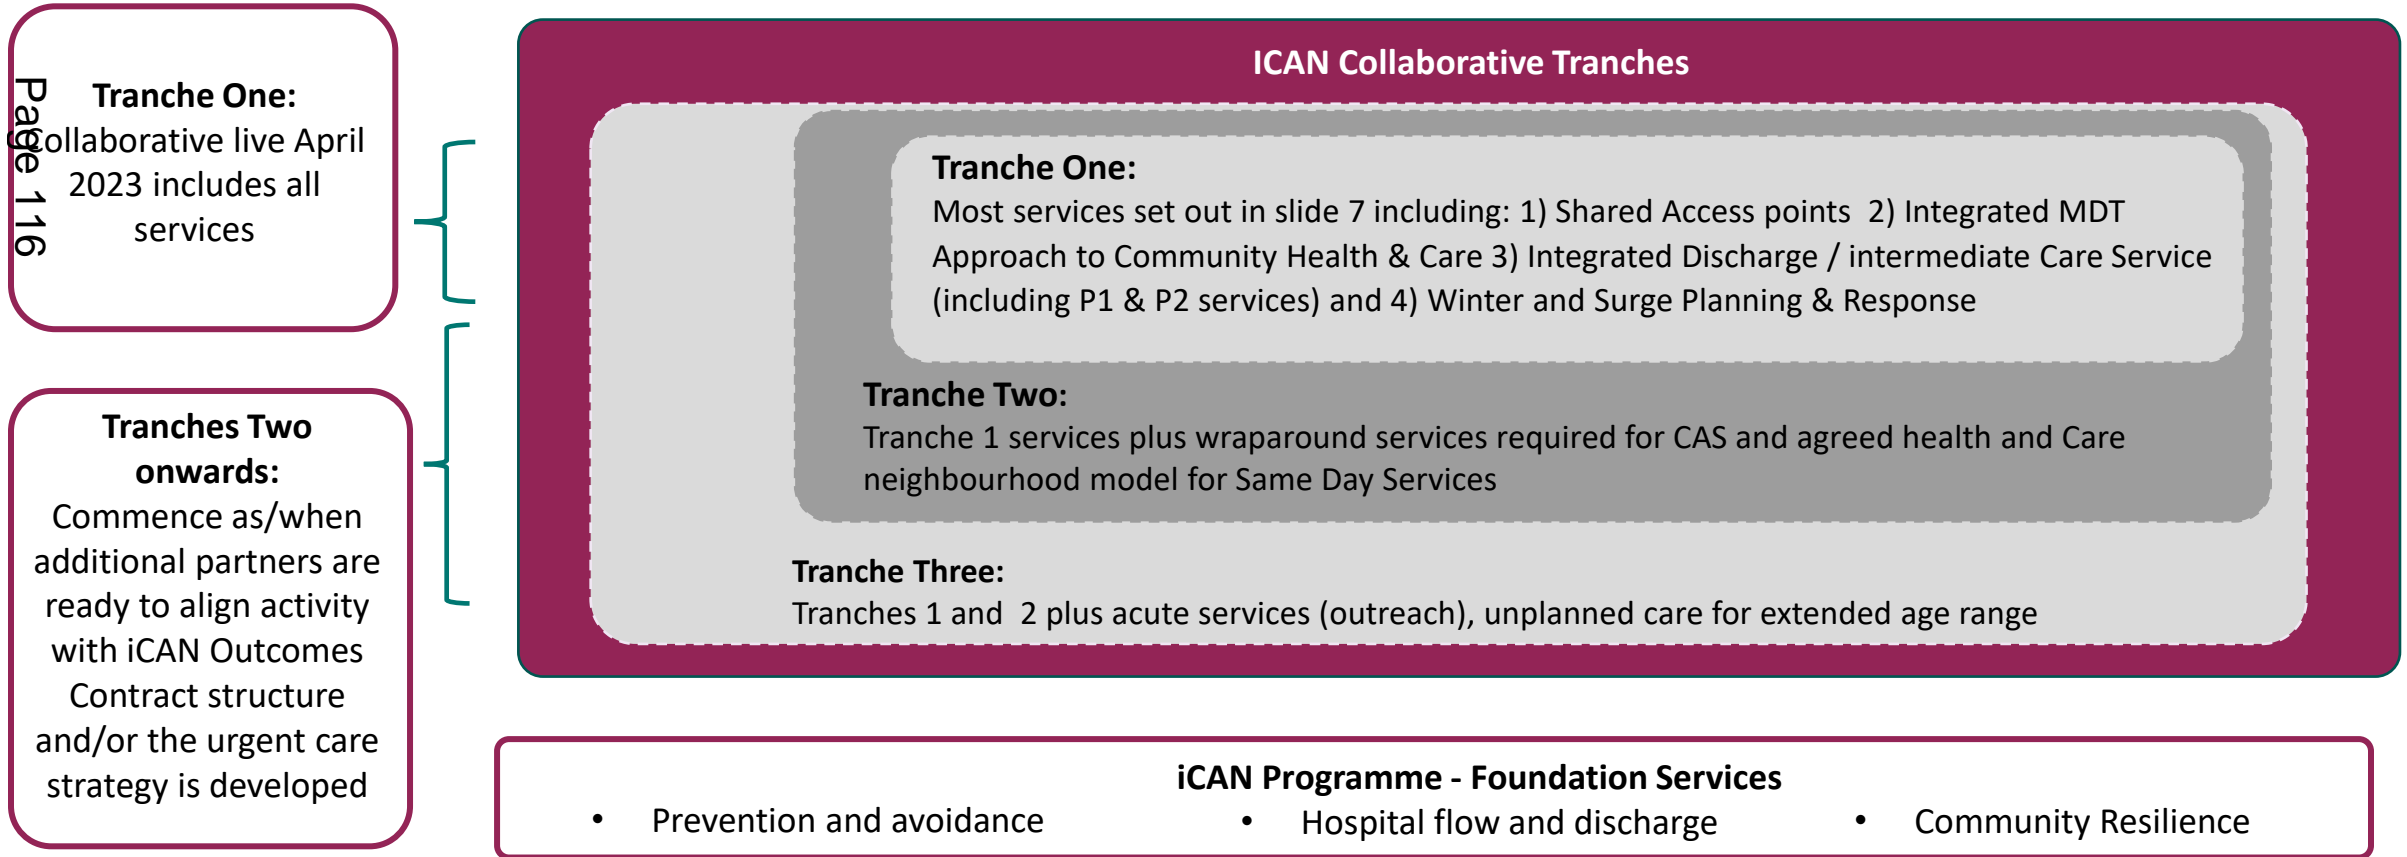 Page 116
Tranche One:
Collaborative live April
2023 includes all
services
Tranches Two
onwards:
Commence as/when
additional partners are
ready to align activity
with iCAN Outcomes
Contract structure
and/or the urgent care
strategy is developed
ICAN Collaborative Tranches
Tranche One:
Most services set out in slide 7 including: 1) Shared Access points  2) Integrated MDT
Approach to Community Health & Care 3) Integrated Discharge / intermediate Care Service
(including P1 & P2 services) and 4) Winter and Surge Planning & Response
Tranche Two:
Tranche 1 services plus wraparound services required for CAS and agreed health and Care
neighbourhood model for Same Day Services
Tranche Three:
Tranches 1 and  2 plus acute services (outreach), unplanned care for extended age range
iCAN Programme - Foundation Services
• Prevention and avoidance • Hospital flow and discharge • Community Resilience